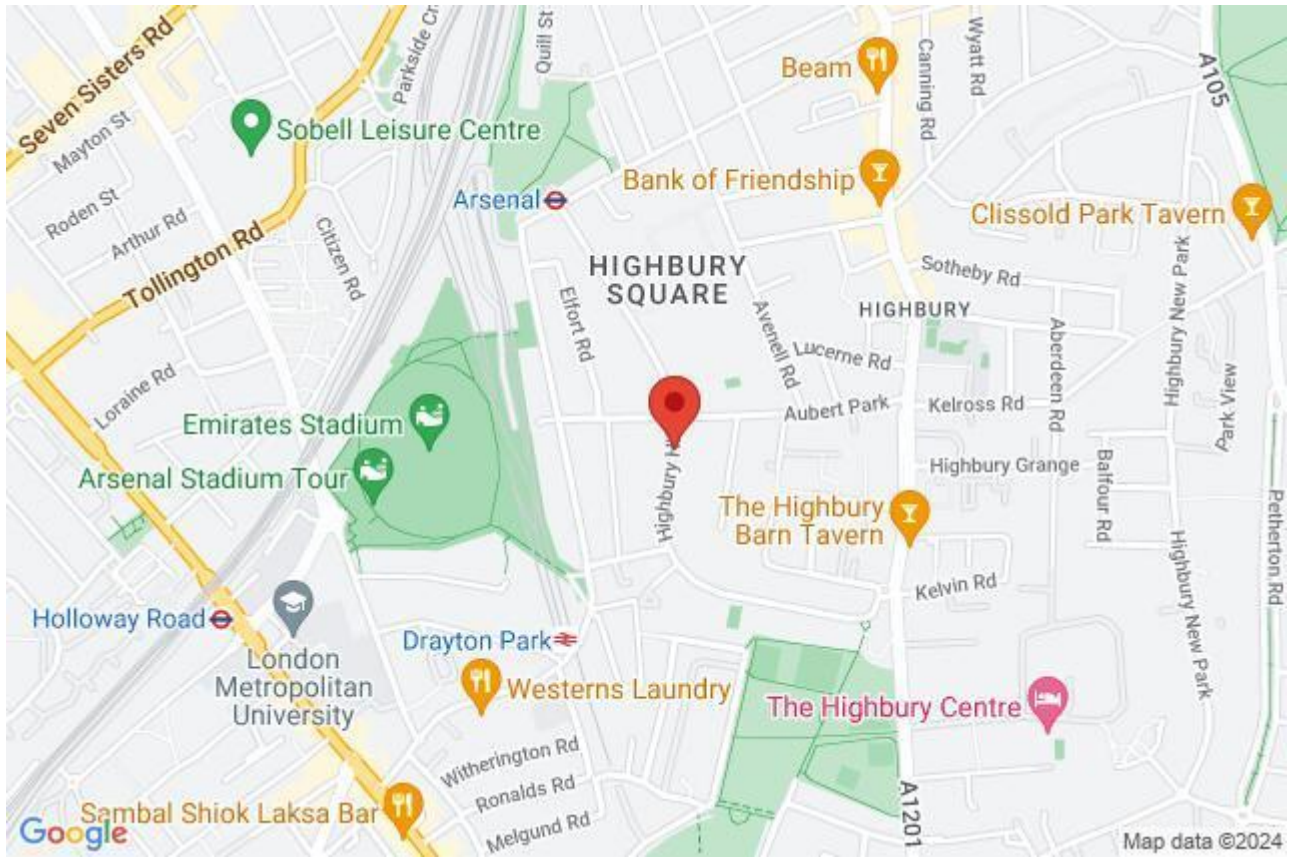 Seven Sisters Rd
Mayton St
Roden St
Arthur Rd
Tollington Rd
Loraine Rd
Citizen Rd
Parkside Cr
Quill St
Sobell Leisure Centre
Arsenal
Beam
Canning Rd
Wyatt Rd
A105
Bank of Friendship
Clissold Park Tavern
HIGHBURY
SQUARE
Sotheby Rd
HIGHBURY
Elfort Rd
Avenell Rd
Lucerne Rd
Aberdeen Rd
Highbury New Park
Park View
Emirates Stadium
Arsenal Stadium Tour
Aubert Park
Kelross Rd
Highbury Grange
Balfour Rd
Petherton Rd
Highbury Hill
The Highbury
Barn Tavern
Kelvin Rd
Highbury New Park
Holloway Road
London
Metropolitan
University
Drayton Park
Westerns Laundry
The Highbury Centre
Witherington Rd
Ronalds Rd
Melgund Rd
A1201
Sambal Shiok Laksa Bar
Google
Map data ©2024